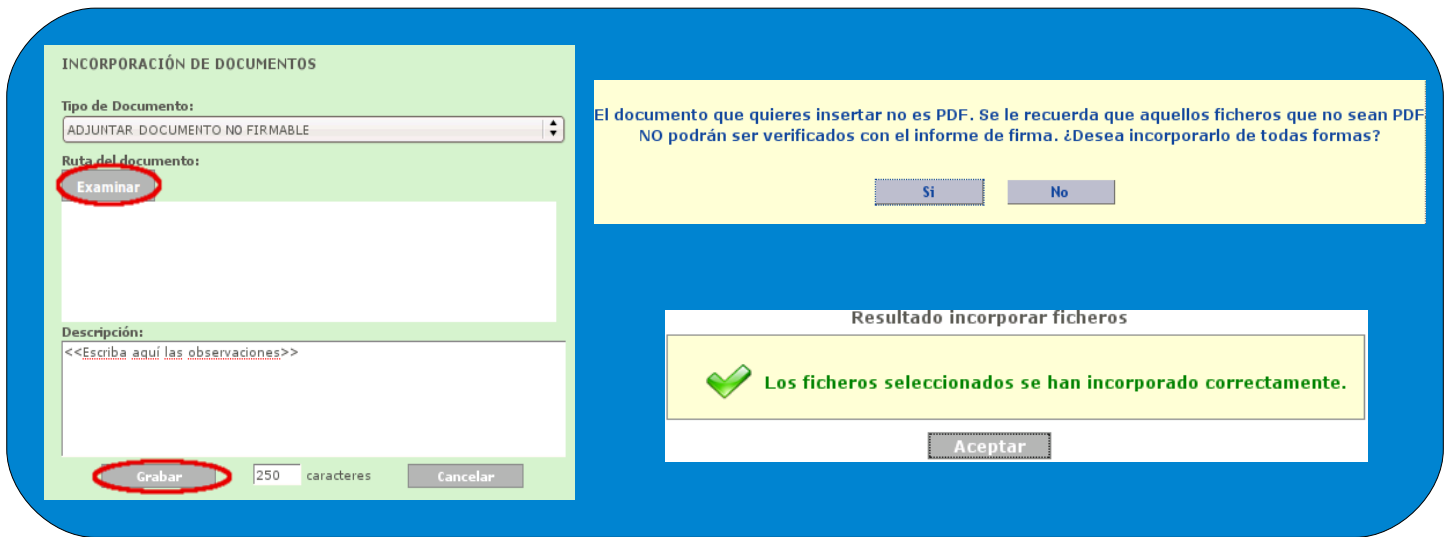 INCORPORACIÓN DE DOCUMENTOS
Tipo de Documento:
ADJUNTAR DOCUMENTO NO FIRMABLE
Ruta del documento:
Examinar
Descripción:
<<Escriba aquí las observaciones>>
Grabar 250 caracteres Cancelar
El documento que quieres insertar no es PDF. Se le recuerda que aquellos ficheros que no sean PDF
NO podrán ser verificados con el informe de firma. ¿Desea incorporarlo de todas formas?
Si No
Resultado incorporar ficheros
Los ficheros seleccionados se han incorporado correctamente.
Aceptar